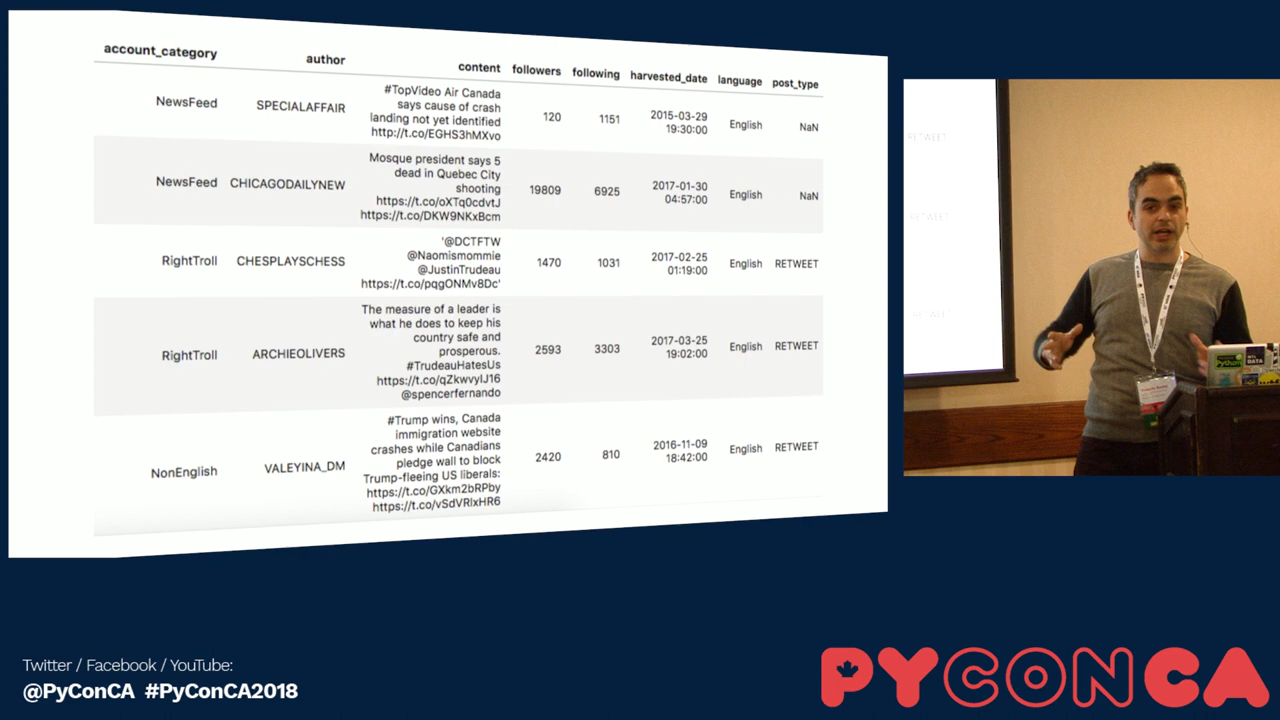 account_category author content followers following harvested_date language post_type
NewsFeed SPECIALAFFAIR #TopVideo Air Canada
says cause of crash
landing not yet identified
http://t.co/EGHS3hMXvo 120 1151 2015-03-29
19:30:00 English NaN
NewsFeed CHICAGODAILYNEW Mosque president says 5
dead in Quebec City
shooting
https://t.co/oXTq0cdvtJ
https://t.co/DKW9NKxBcm 19809 6925 2017-01-30
04:57:00 English NaN
RightTroll CHESPLAYSCHESS '@DCTFTW
@Naomismommie
@JustinTrudeau
https://t.co/pqgONMv8Dc' 1470 1031 2017-02-25
01:19:00 English RETWEET
RightTroll ARCHIEOLIVERS The measure of a leader is
what he does to keep his
country safe and
prosperous.
#TrudeauHatesUs
https://t.co/qZkwvylJ16
@spencerfernando 2593 3303 2017-03-25
19:02:00 English RETWEET
NonEnglish VALEYINA_DM #Trump wins, Canada
immigration website
crashes while Canadians
pledge wall to block
Trump-fleeing US liberals:
https://t.co/GXkm2bRPby
https://t.co/vSdVRlxHR6 2420 810 2016-11-09
18:42:00 English RETWEET
RETWEET
RETWEET
RETWEET
Python
DATA
Twitter / Facebook / YouTube:
@PyConCA #PyConCA2018
PYCONCA